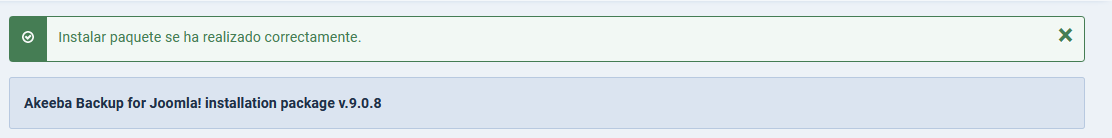 Instalar paquete se ha realizado correctamente.
Akeeba Backup for Joomla! installation package v.9.0.8